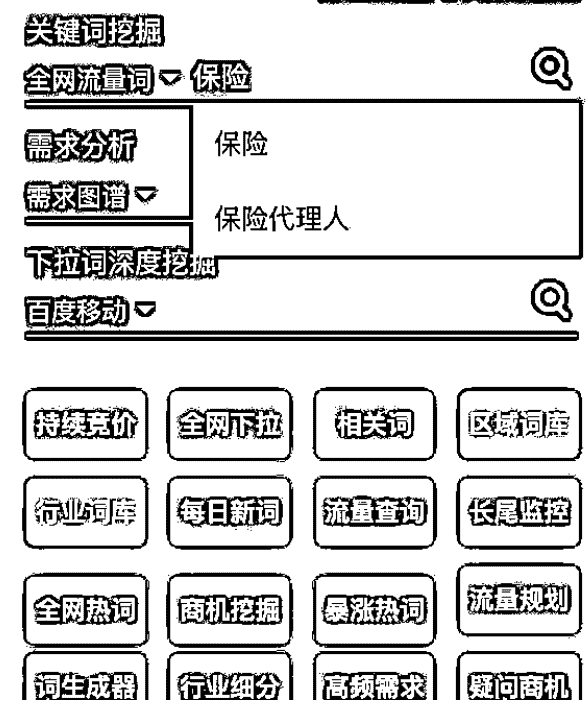 关键词挖掘
全网流量词 保险
需求分析
保险
需求图谱
保险代理人
下拉词深度挖掘
百度移动
持续竞价 全网下拉 相关词 区域词库
行业词库 每日新词 流量查询 长尾监控
全网热词 商机挖掘 暴涨热词 流量规划
词生成器 行业细分 高频需求 疑问商机